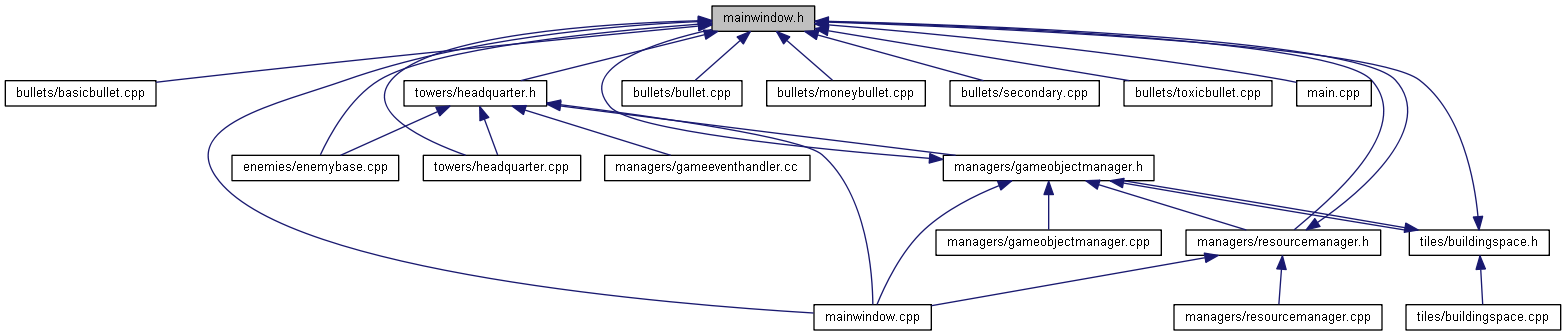 mainwindow.h
bullets/basicbullet.cpp
towers/headquarter.h
bullets/bullet.cpp
bullets/moneybullet.cpp
bullets/secondary.cpp
bullets/toxicbullet.cpp
main.cpp
enemies/enemybase.cpp
towers/headquarter.cpp
managers/gameeventhandler.cc
managers/gameobjectmanager.h
managers/gameobjectmanager.cpp
managers/resourcemanager.h
tiles/buildingspace.h
mainwindow.cpp
managers/resourcemanager.cpp
tiles/buildingspace.cpp